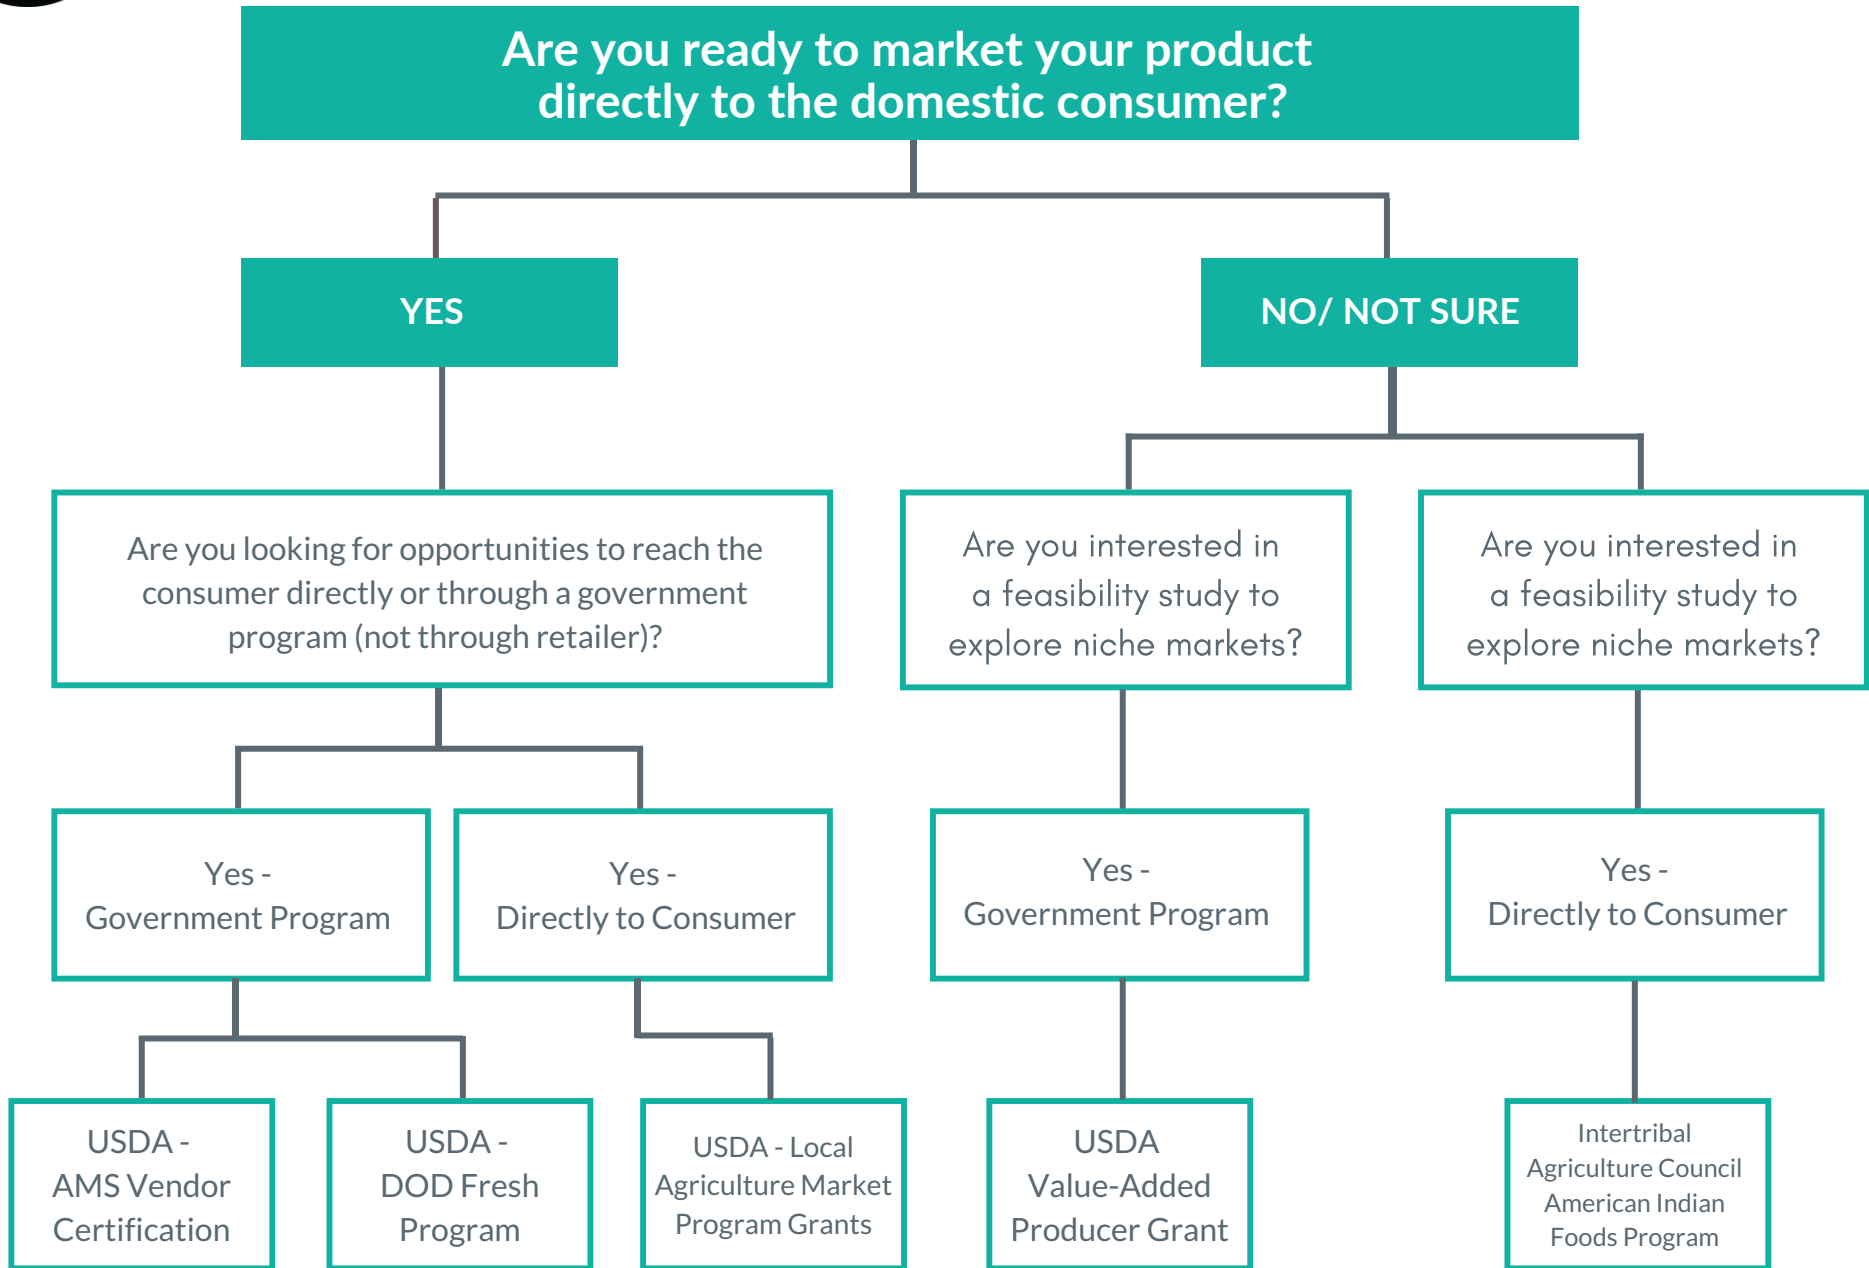 Are you ready to market your product
directly to the domestic consumer?
YES
NO/ NOT SURE
Are you looking for opportunities to reach the
consumer directly or through a government
program (not through retailer)?
Are you interested in
a feasibility study to
explore niche markets?
Are you interested in
a feasibility study to
explore niche markets?
Yes -
Government Program
Yes -
Directly to Consumer
Yes -
Government Program
Yes -
Directly to Consumer
USDA -
AMS Vendor
Certification
USDA -
DOD Fresh
Program
USDA - Local
Agriculture Market
Program Grants
USDA
Value-Added
Producer Grant
Intertribal
Agriculture Council
American Indian
Foods Program